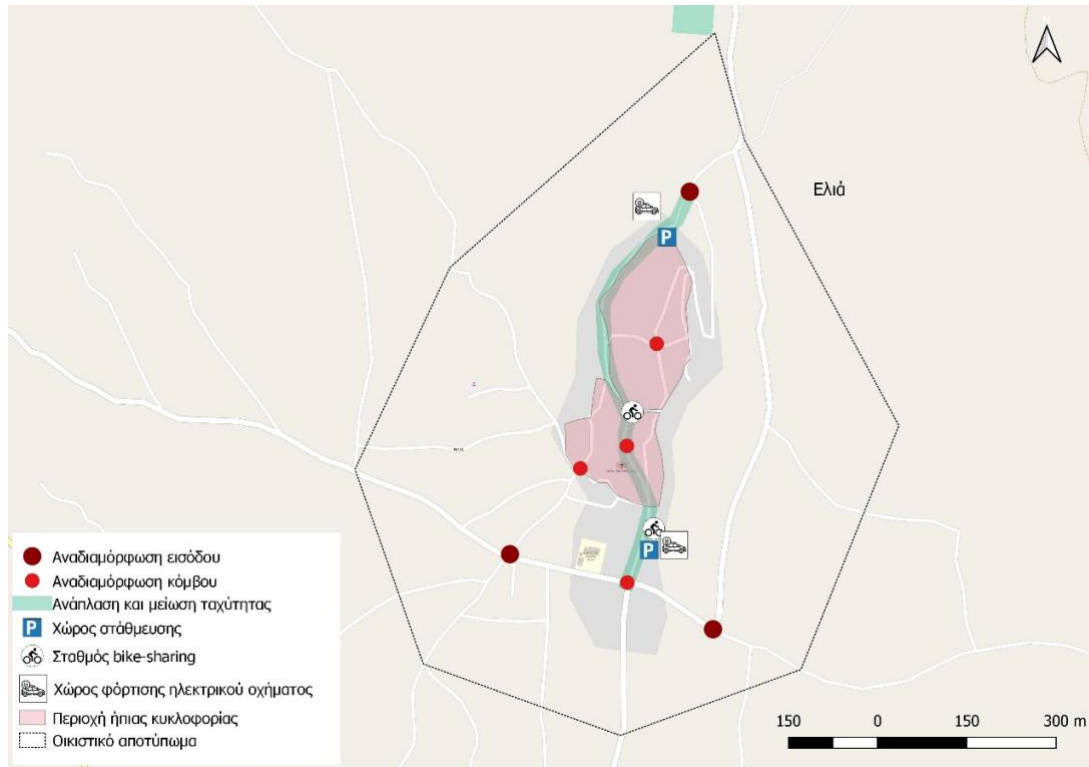 Ελιά
P
P
Αναδιαμόρφωση εισόδου
Αναδιαμόρφωση κόμβου
Ανάπλαση και μείωση ταχύτητας
P Χώρος στάθμευσης
Σταθμός bike-sharing
Χώρος φόρτισης ηλεκτρικού οχήματος
Περιοχή ήπιας κυκλοφορίας
Οικιστικό αποτύπωμα
150 0 150 300 m